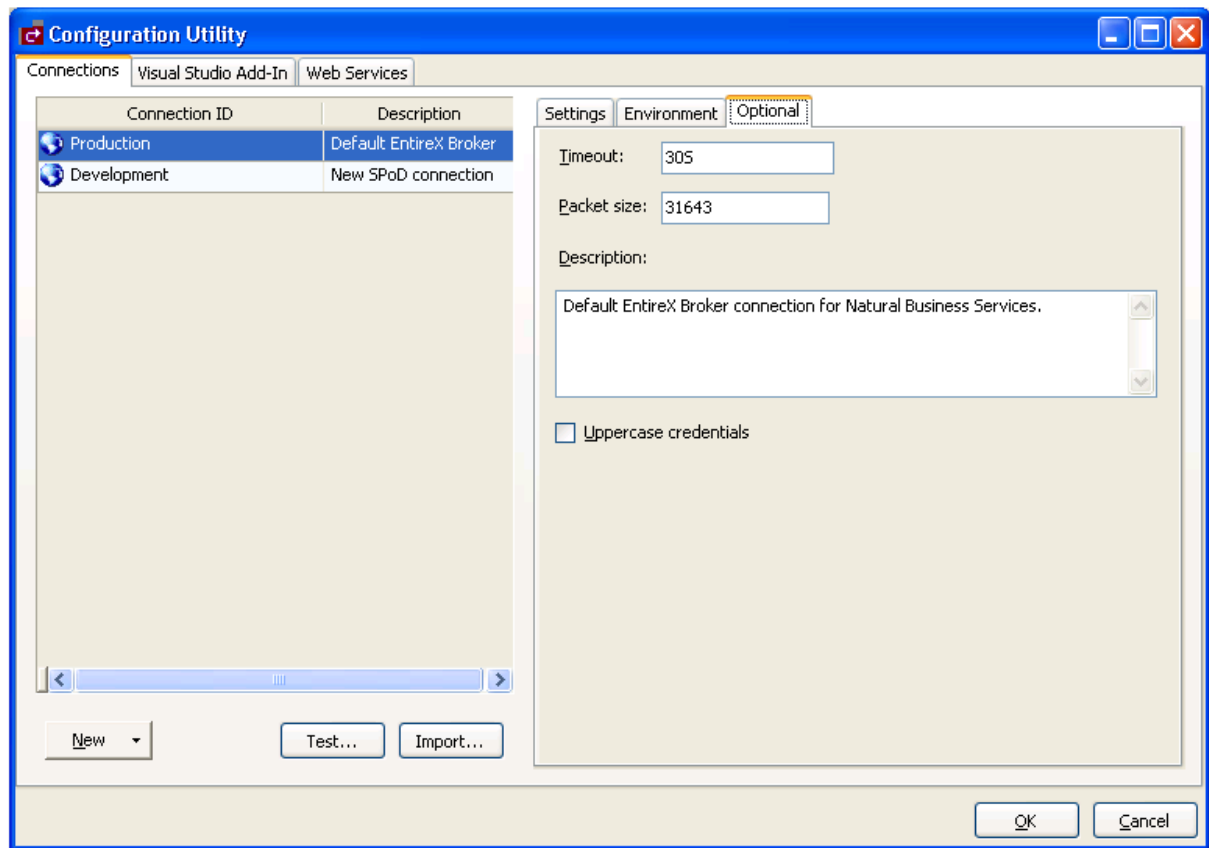 Configuration Utility
Connections Visual Studio Add-In Web Services
Connection ID Description
Production Default EntireX Broker
Development New SPoD connection
Settings Environment Optional
Timeout: 30S
Packet size: 31643
Description:
Default EntireX Broker connection for Natural Business Services.
Uppercase credentials
New Test... Import...
OK Cancel